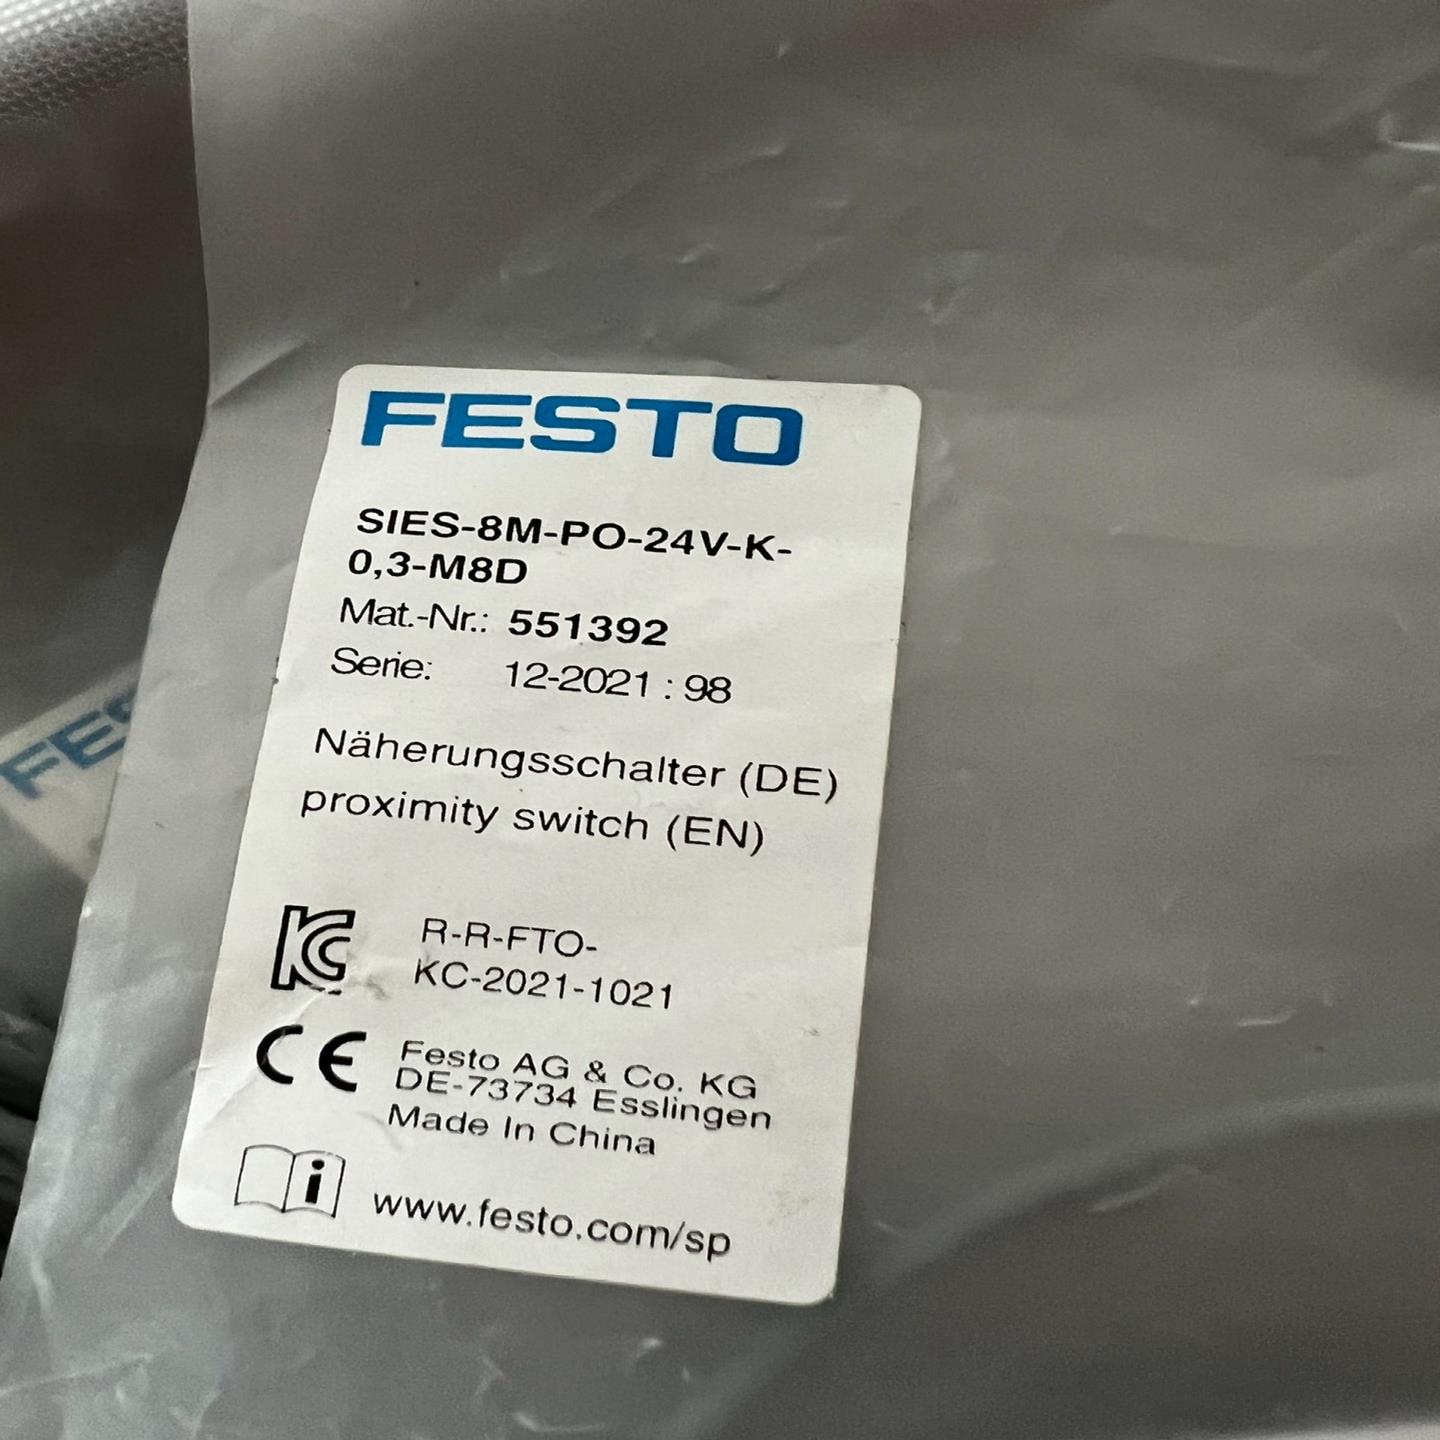 FESTO
SIES-8M-PO-24V-K-
0,3-M8D
Mat.-Nr.: 551392
Serie: 12-2021 : 98
Näherungsschalter (DE)
proximity switch (EN)
R-R-FTO-
KC-2021-1021
CE Festo AG & Co. KG
DE-73734 Esslingen
Made In China
www.festo.com/sp
FES